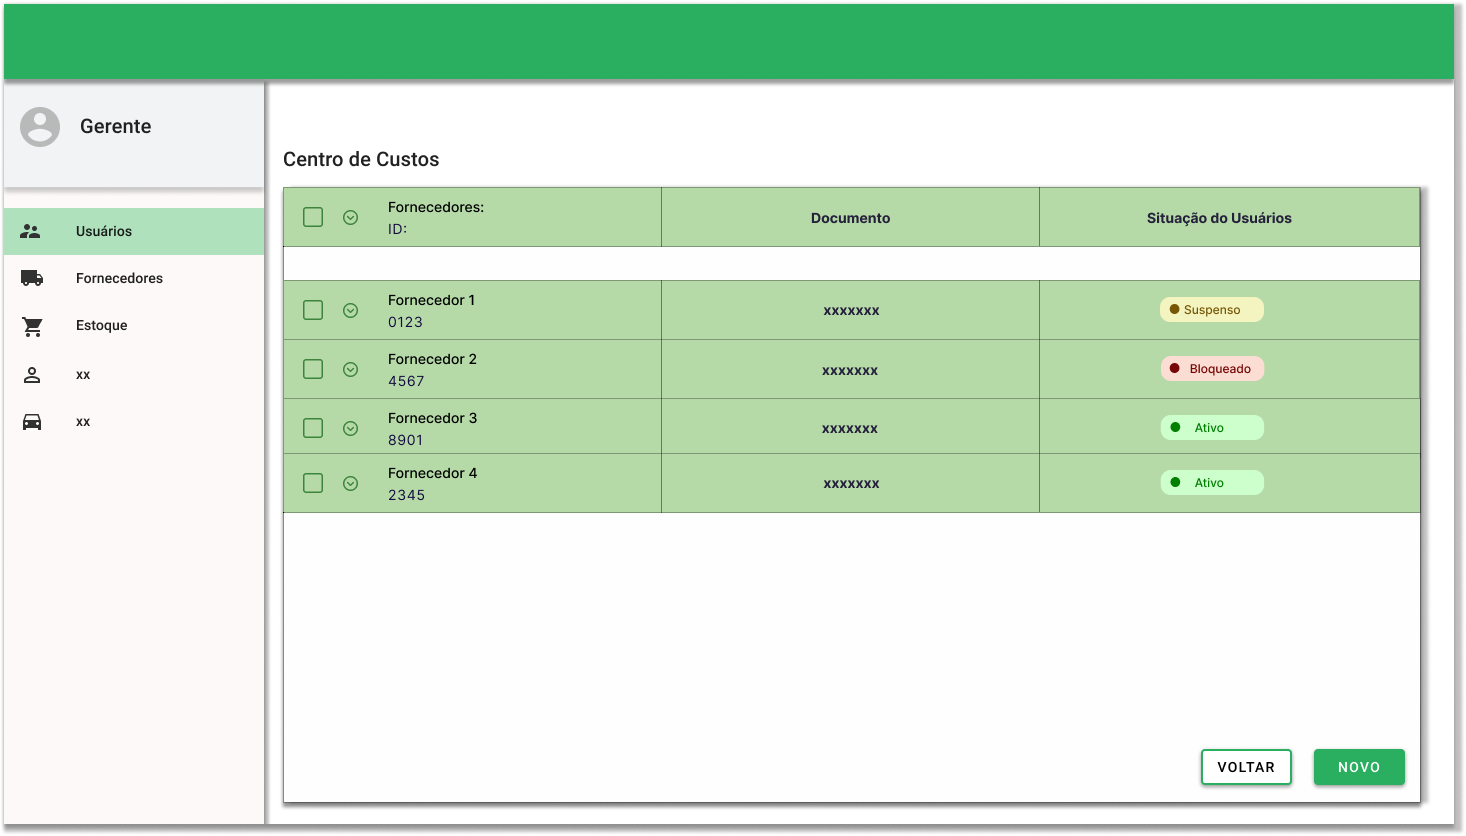 Gerente
Usuários
Fornecedores
Estoque
xx
xx
Centro de Custos
Fornecedores:
ID:
Documento
Situação do Usuários
Fornecedor 1
0123
xxxxxxx
Suspenso
Fornecedor 2
4567
xxxxxxx
Bloqueado
Fornecedor 3
8901
xxxxxxx
Ativo
Fornecedor 4
2345
xxxxxxx
Ativo
VOLTAR
NOVO